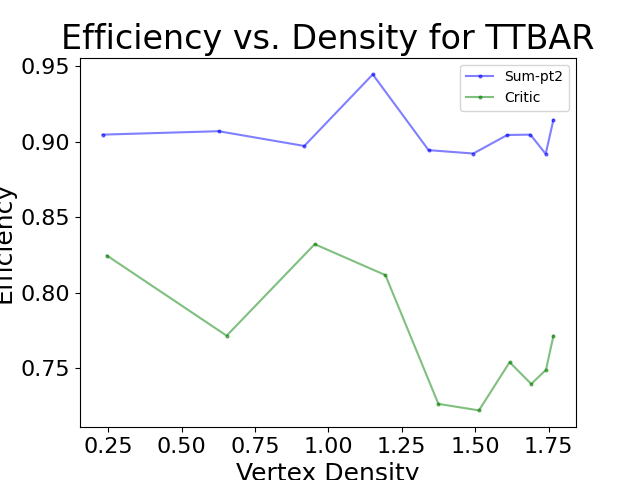 Efficiency vs. Density for TTBAR
0.95
0.90
0.85
0.80
0.75
Efficiency
Sum-pt2
Critic
0.25 0.50 0.75 1.00 1.25 1.50 1.75
Vertex Density